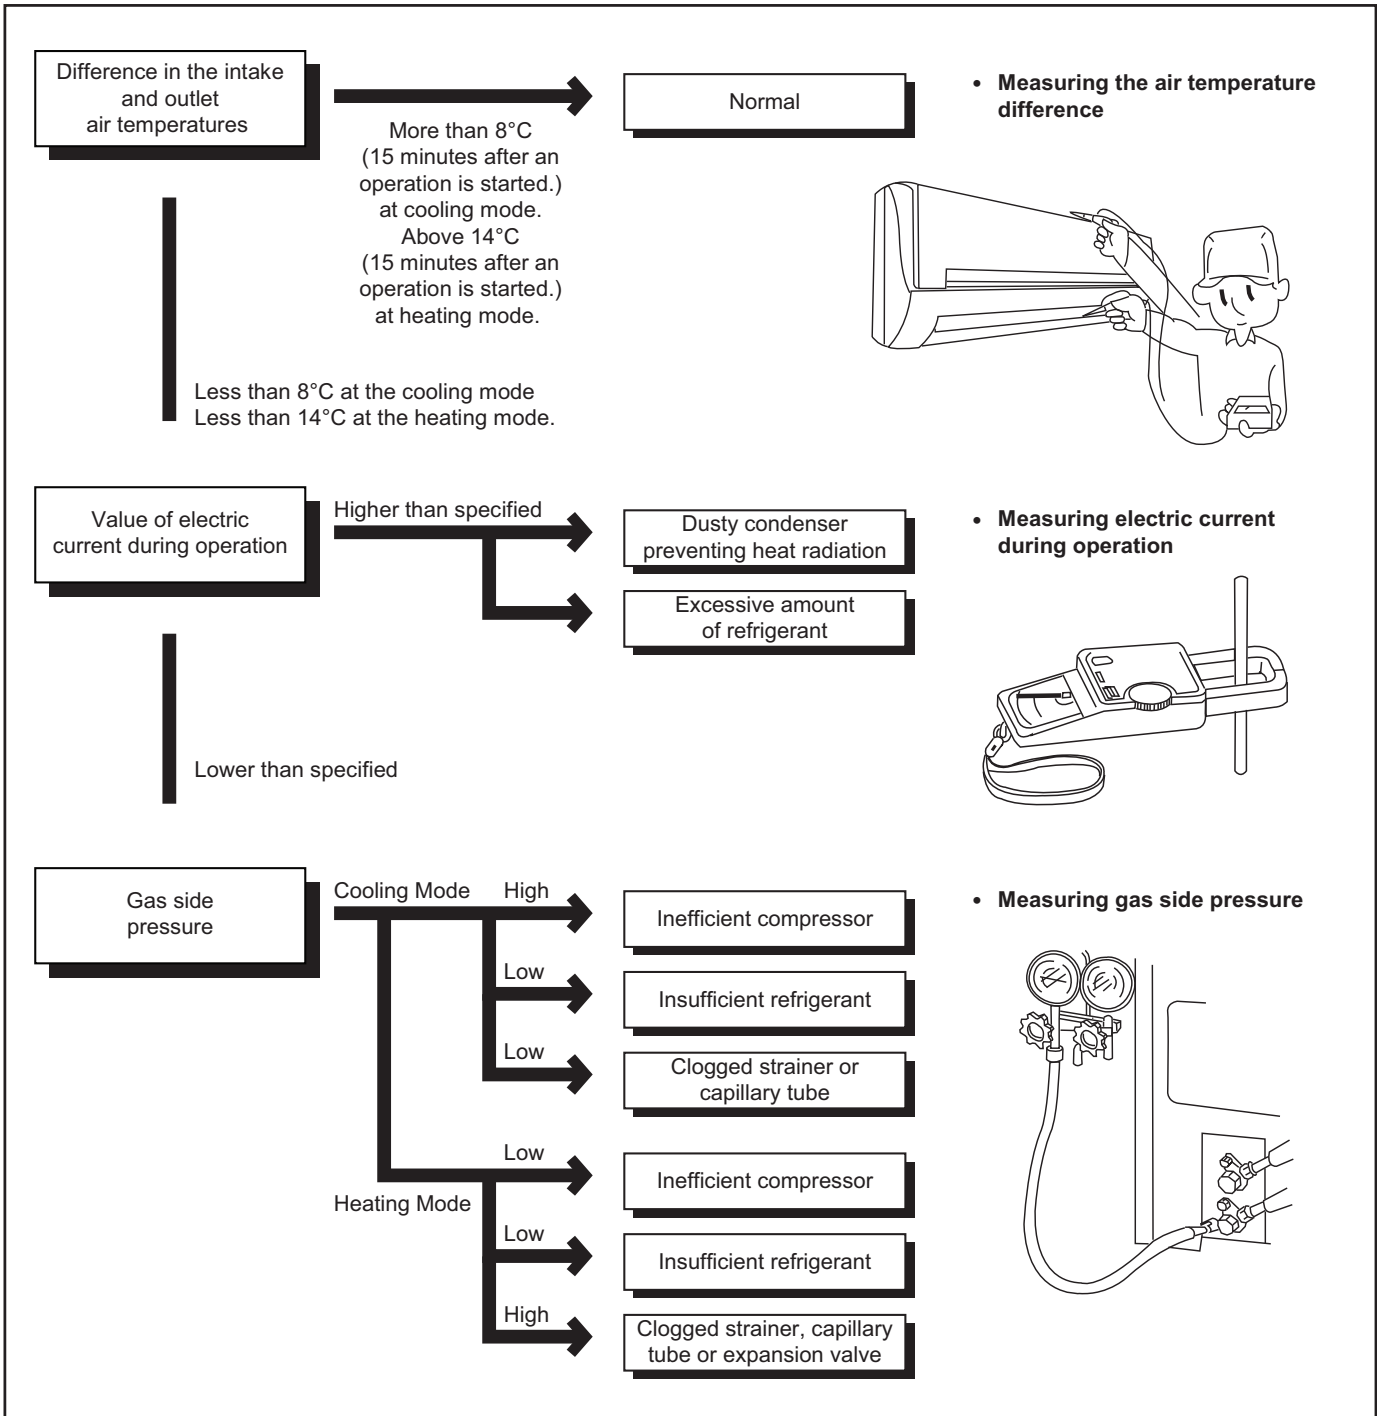 Difference in the intake
and outlet
air temperatures
More than 8°C
(15 minutes after an
operation is started.)
at cooling mode.
Above 14°C
(15 minutes after an
operation is started.)
at heating mode.
Normal
• Measuring the air temperature
difference
Less than 8°C at the cooling mode
Less than 14°C at the heating mode.
Value of electric
current during operation
Higher than specified
Dusty condenser
preventing heat radiation
Excessive amount
of refrigerant
• Measuring electric current
during operation
Lower than specified
Gas side
pressure
Cooling Mode
High
Inefficient compressor
Low
Insufficient refrigerant
Low
Clogged strainer or
capillary tube
Heating Mode
Low
Inefficient compressor
Low
Insufficient refrigerant
High
Clogged strainer, capillary
tube or expansion valve
• Measuring gas side pressure